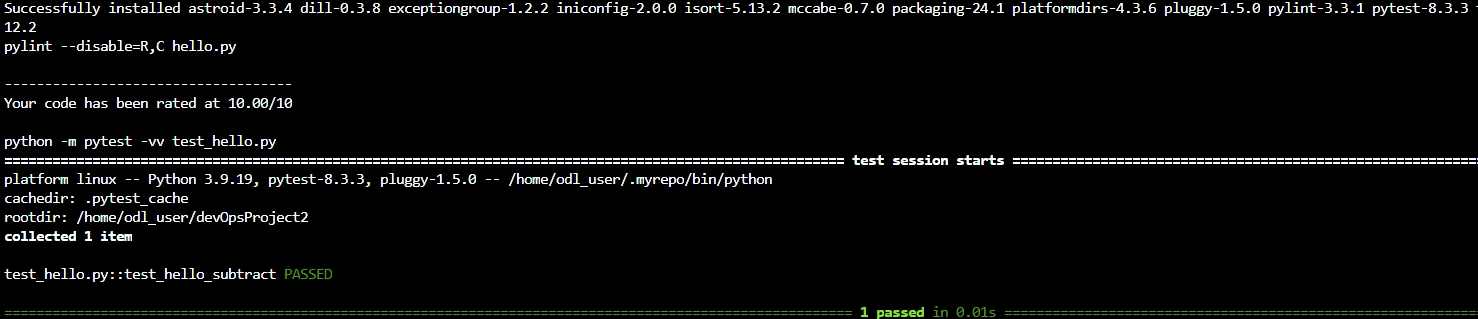 Successfully installed astroid-3.3.4 dill-0.3.8 exceptiongroup-1.2.2 iniconfig-2.0.0 isort-5.13.2 mccabe-0.7.0 packaging-24.1 platformdirs-4.3.6 pluggy-1.5.0 pylint-3.3.1 pytest-8.3.3
12.2
pylint --disable=R,C hello.py
------------------------------------
Your code has been rated at 10.00/10
python -m pytest -vv test_hello.py
========================================================================================================= test session starts ==========================================================
platform linux -- Python 3.9.19, pytest-8.3.3, pluggy-1.5.0 -- /home/odl_user/.myrepo/bin/python
cachedir: .pytest_cache
rootdir: /home/odl_user/devOpsProject2
collected 1 item
test_hello.py::test_hello_subtract PASSED
========================================================================================================== 1 passed in 0.01s ===========================================================